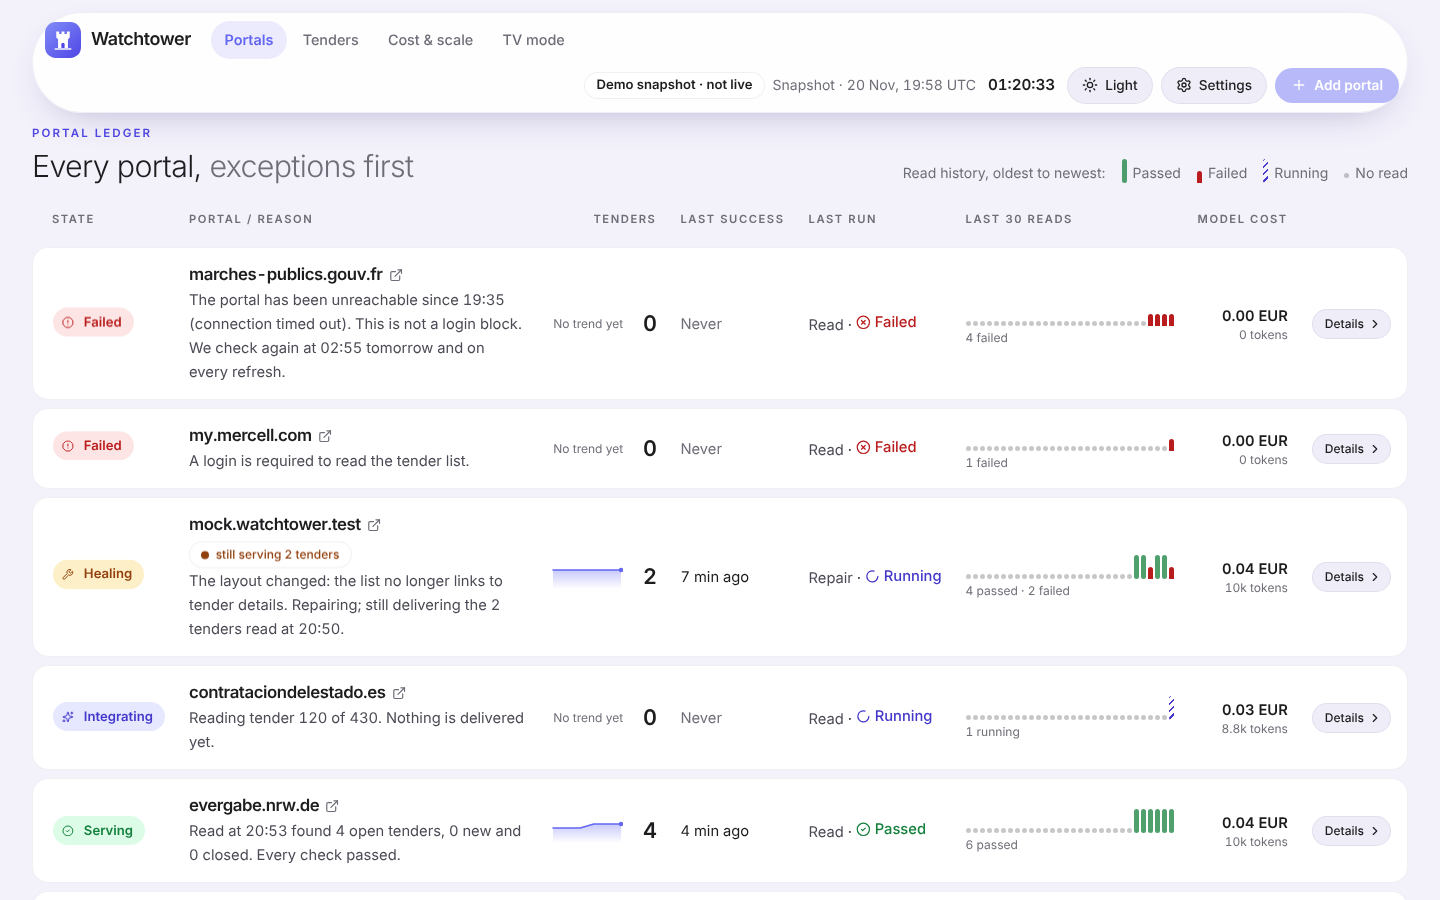 Watchtower
Portals
Tenders
Cost & scale
TV mode
Demo snapshot · not live
Snapshot · 20 Nov, 19:58 UTC
01:20:33
Light
Settings
Add portal
PORTAL LEDGER
Every portal, exceptions first
Read history, oldest to newest:
Passed
Failed
Running
No read
STATE
PORTAL / REASON
TENDERS
LAST SUCCESS
LAST RUN
LAST 30 READS
MODEL COST
Failed
marches-publics.gouv.fr
The portal has been unreachable since 19:35
(connection timed out). This is not a login block.
We check again at 02:55 tomorrow and on
every refresh.
No trend yet
0
Never
Read · Failed
4 failed
0.00 EUR
0 tokens
Details
Failed
my.mercell.com
A login is required to read the tender list.
No trend yet
0
Never
Read · Failed
1 failed
0.00 EUR
0 tokens
Details
Healing
mock.watchtower.test
still serving 2 tenders
The layout changed: the list no longer links to
tender details. Repairing; still delivering the 2
tenders read at 20:50.
2
7 min ago
Repair · Running
4 passed · 2 failed
0.04 EUR
10k tokens
Details
Integrating
contrataciondelestado.es
Reading tender 120 of 430. Nothing is delivered
yet.
No trend yet
0
Never
Read · Running
1 running
0.03 EUR
8.8k tokens
Details
Serving
evergabe.nrw.de
Read at 20:53 found 4 open tenders, 0 new and
0 closed. Every check passed.
4
4 min ago
Read · Passed
6 passed
0.04 EUR
10k tokens
Details